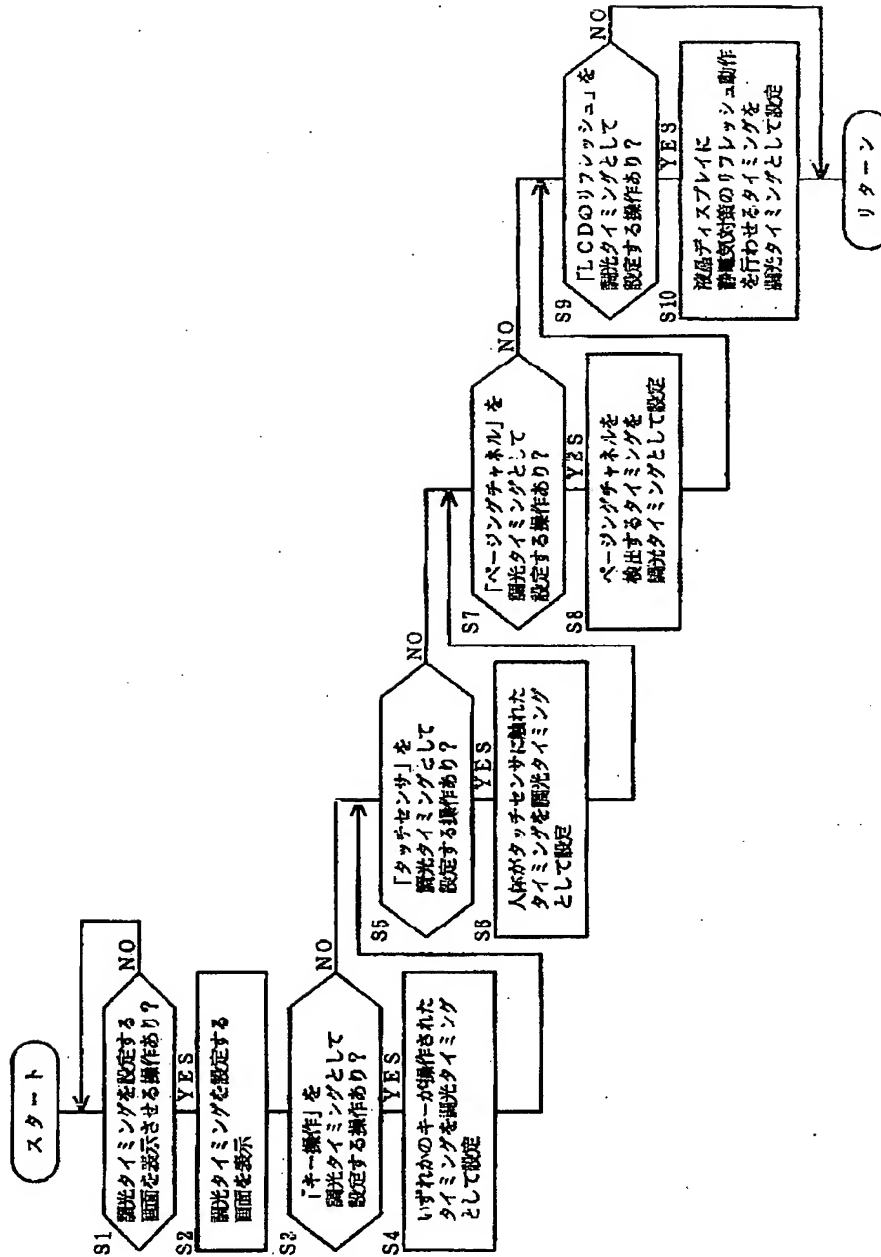 スタート
S1
調光タイミングを設定する
画面を表示させる操作あり?
NO
YES
S2
調光タイミングを設定する
画面を表示
S3
「キー操作」を
調光タイミングとして
設定する操作あり?
NO
YES
S4
いずれかのキーが操作された
タイミングを調光タイミング
として設定
S5
「タッチセンサ」を
調光タイミングとして
設定する操作あり?
NO
YES
S6
人体がタッチセンサに触れた
タイミングを調光タイミング
として設定
S7
「ページングチャネル」を
調光タイミングとして
設定する操作あり?
NO
YES
S8
ページングチャネルを
検出するタイミングを
調光タイミングとして設定
S9
「LCDのリフレッシュ」を
調光タイミングとして
設定する操作あり?
NO
YES
S10
液晶ディスプレイに
静電気対策のリフレッシュ動作
を行わせるタイミングを
調光タイミングとして設定
リターン